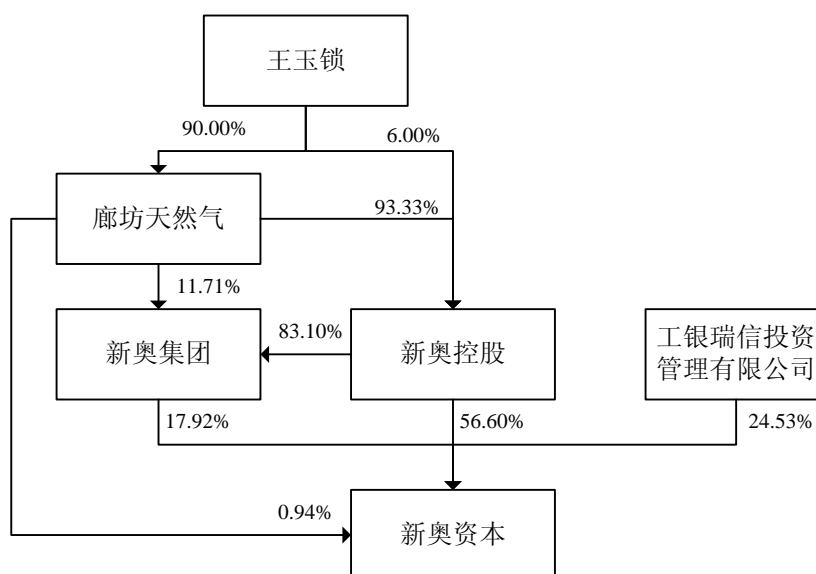 王玉锁
90.00%
6.00%
廊坊天然气
93.33%
11.71%
新奥集团
83.10%
新奥控股
工银瑞信投资
管理有限公司
17.92%
56.60%
24.53%
0.94%
新奥资本